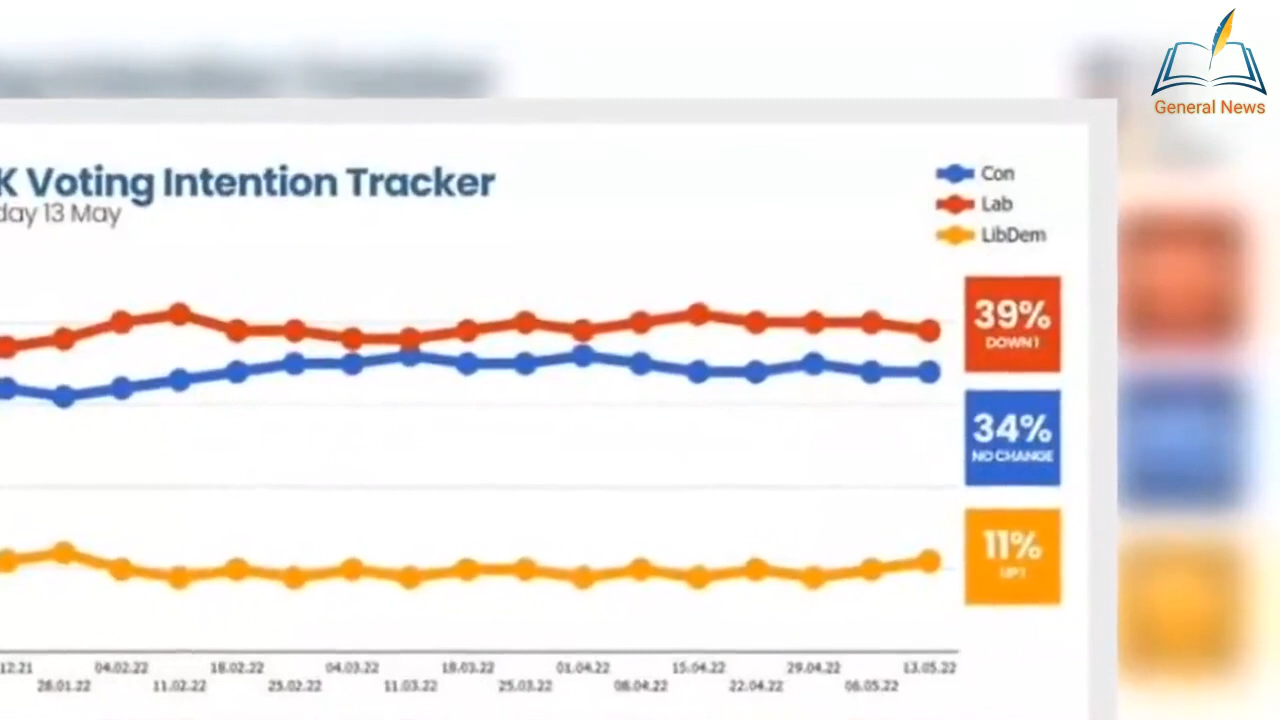 General News
K Voting Intention Tracker
day 13 May
Con
Lab
LibDem
39%
DOWN 1
34%
NO CHANGE
11%
UP 1
12.21
04.02.22
18.02.22
04.03.22
18.03.22
01.04.22
15.04.22
29.04.22
13.05.22
28.01.22
11.02.22
25.02.22
11.03.22
25.03.22
08.04.22
22.04.22
06.05.22